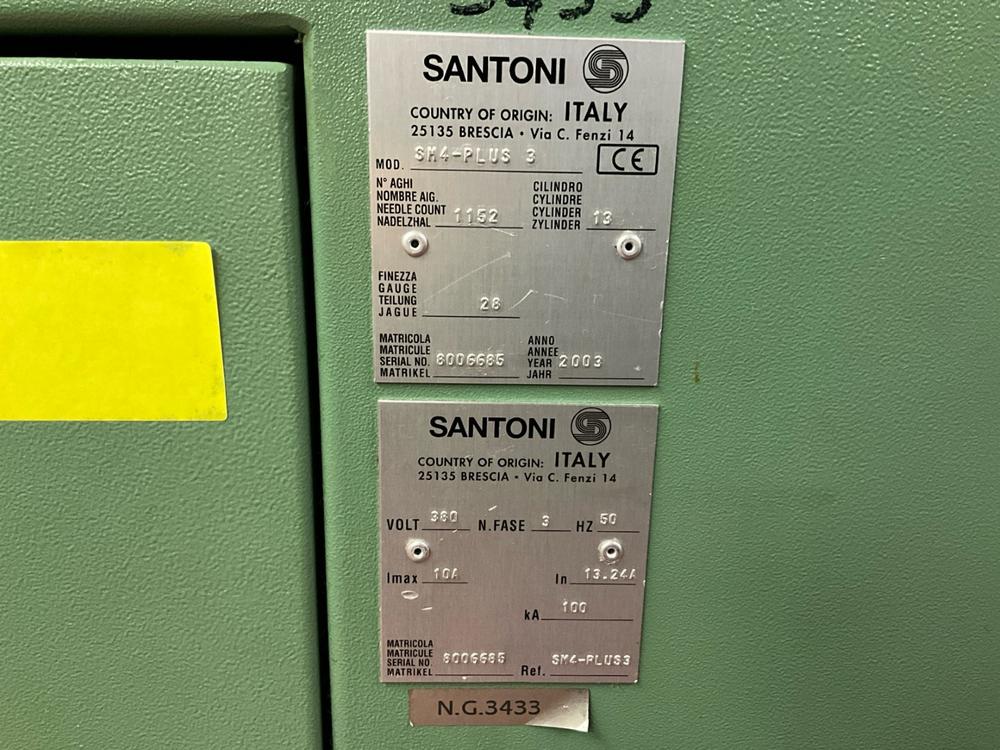 SANTONI
COUNTRY OF ORIGIN: ITALY
25135 BRESCIA • Via C. Fenzi 14
MOD. SM4-PLUS 3 CE
N° AGHI
NOMBRE AIG.
NEEDLE COUNT
NADELZHAL 1152
CILINDRO
CYLINDRE
CYLINDER
ZYLINDER 13
FINEZZA
GAUGE
TEILUNG
JAGUE 28
MATRICOLA
MATRICULE
SERIAL NO. 8006685
MATRIKEL
ANNO
ANNEE
YEAR 2003
JAHR
SANTONI
COUNTRY OF ORIGIN: ITALY
25135 BRESCIA • Via C. Fenzi 14
VOLT 380 N.FASE 3 HZ 50
Imax 10A In 13.24A
kA 100
MATRICOLA
MATRICULE
SERIAL NO. 8006685
MATRIKEL Ref. SM4-PLUS3
N.G.3433